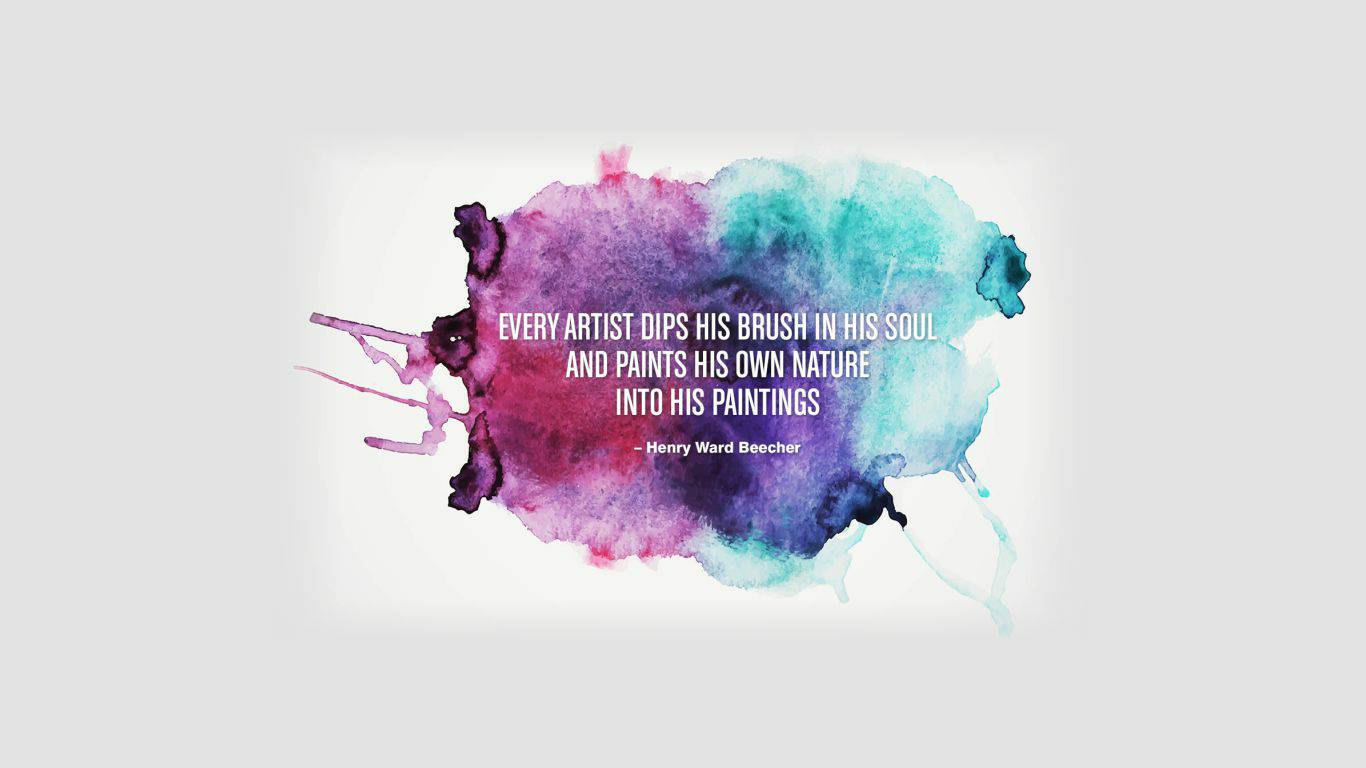 EVERY ARTIST DIPS HIS BRUSH IN HIS SOUL
AND PAINTS HIS OWN NATURE
INTO HIS PAINTINGS
– Henry Ward Beecher